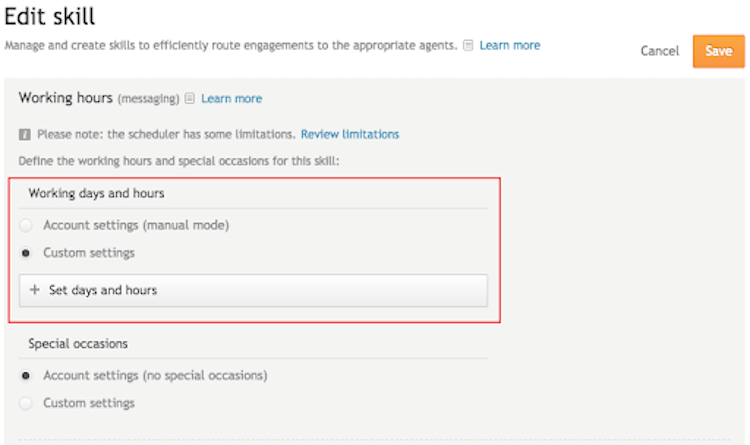 Edit skill
Manage and create skills to efficiently route engagements to the appropriate agents. Learn more
Cancel Save
Working hours (messaging) Learn more
Please note: the scheduler has some limitations. Review limitations
Define the working hours and special occasions for this skill:
Working days and hours
Account settings (manual mode)
Custom settings
+ Set days and hours
Special occasions
Account settings (no special occasions)
Custom settings